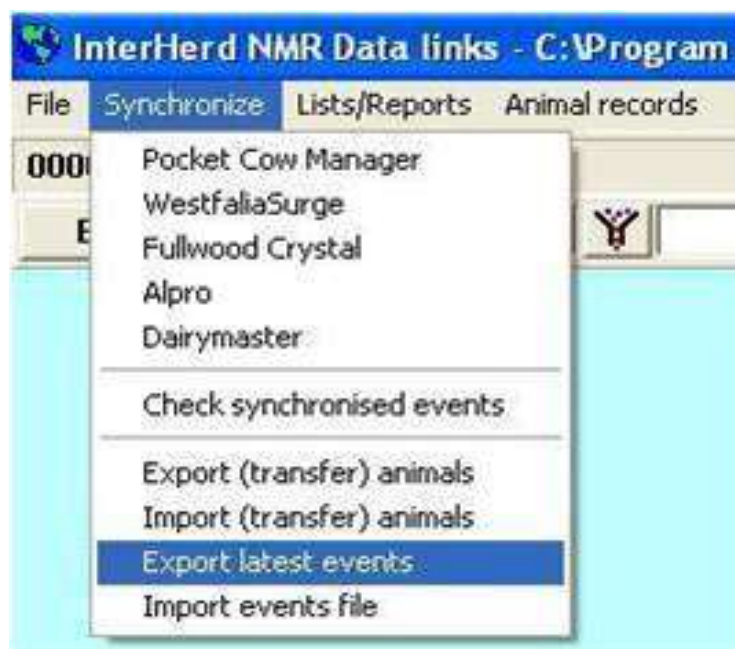 InterHerd NMR Data links - C:\Program
File Synchronize Lists/Reports Animal records
000
Pocket Cow Manager
WestfaliaSurge
E
Fullwood Crystal
Alpro
Dairymaster
Check synchronised events
Export (transfer) animals
Import (transfer) animals
Export latest events
Import events file